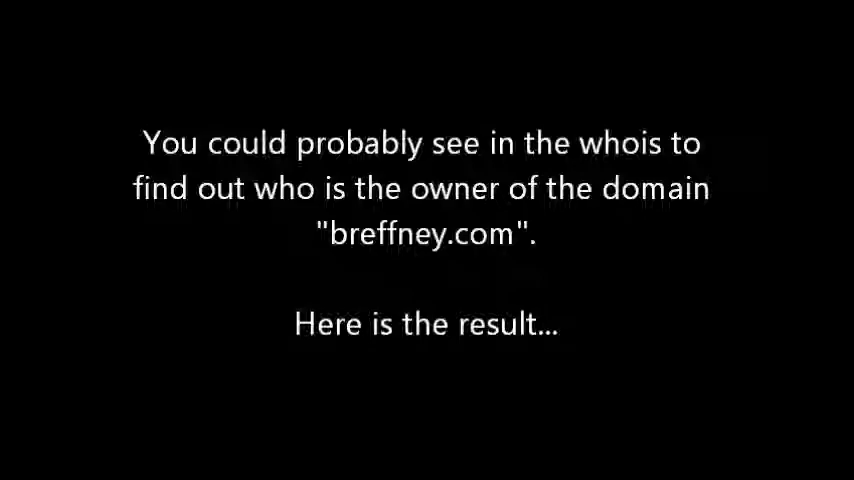 You could probably see in the whois to
find out who is the owner of the domain
"breffney.com".
Here is the result...